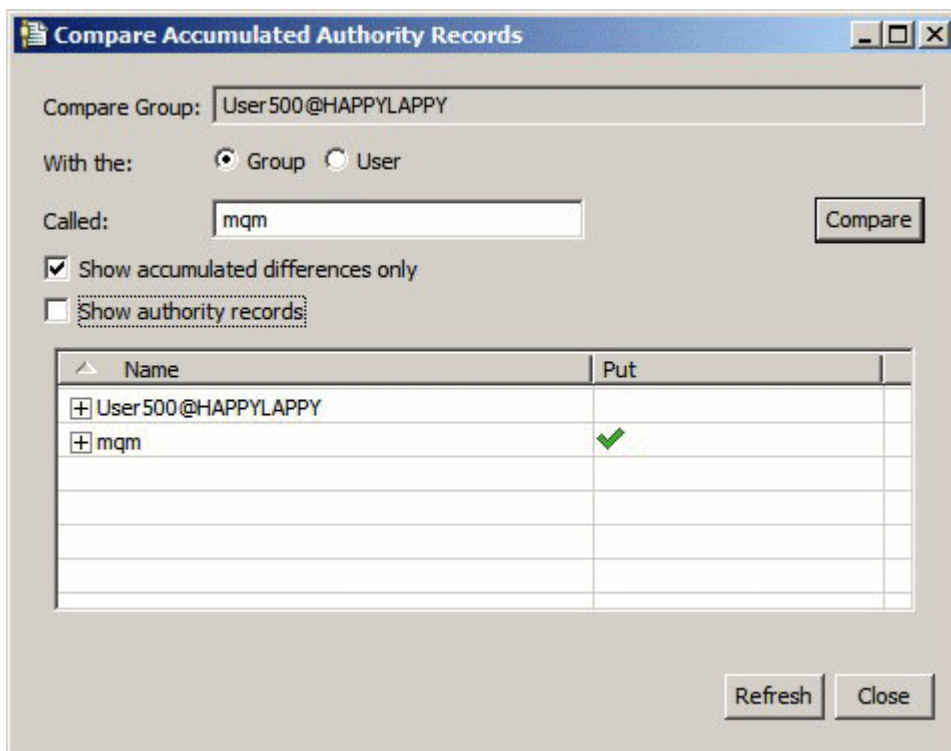 Compare Accumulated Authority Records
Compare Group: User500@HAPPYLAPPY
With the: Group User
Called: mqm Compare
Show accumulated differences only
Show authority records
Name Put
User500@HAPPYLAPPY
mqm
Refresh Close